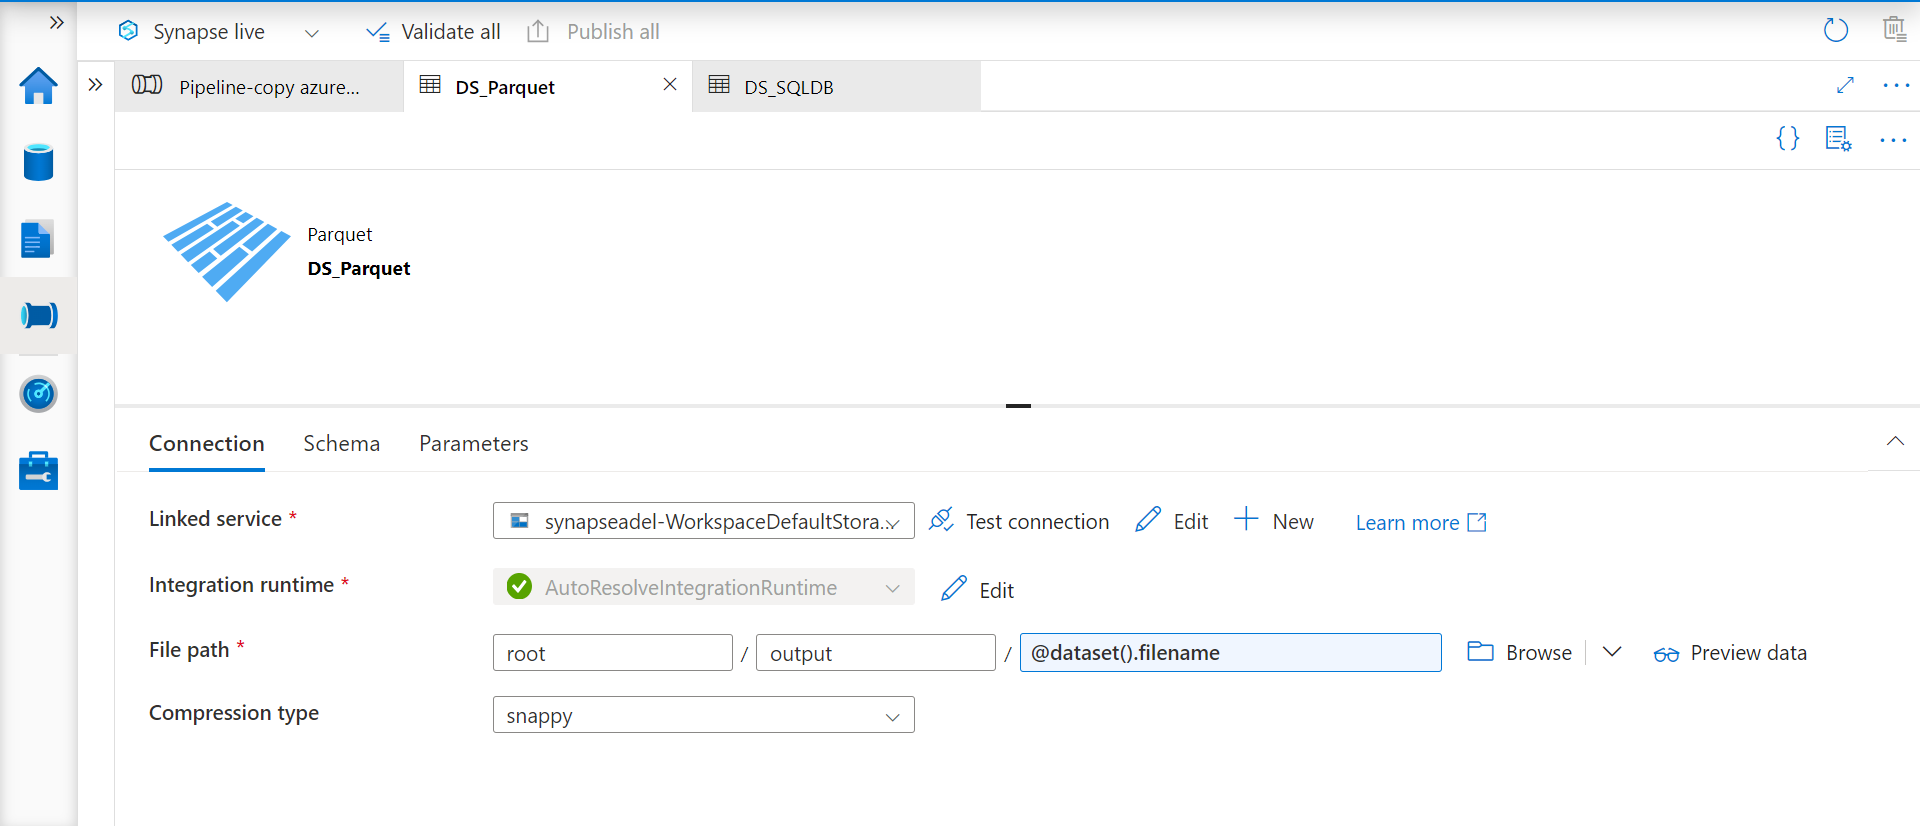 Synapse live Validate all Publish all
Pipeline-copy azure... DS_Parquet DS_SQLDB
Parquet
DS_Parquet
Connection Schema Parameters
Linked service * synapseadel-WorkspaceDefaultStora... Test connection Edit New Learn more
Integration runtime * AutoResolveIntegrationRuntime Edit
File path * root / output / @dataset().filename Browse Preview data
Compression type snappy